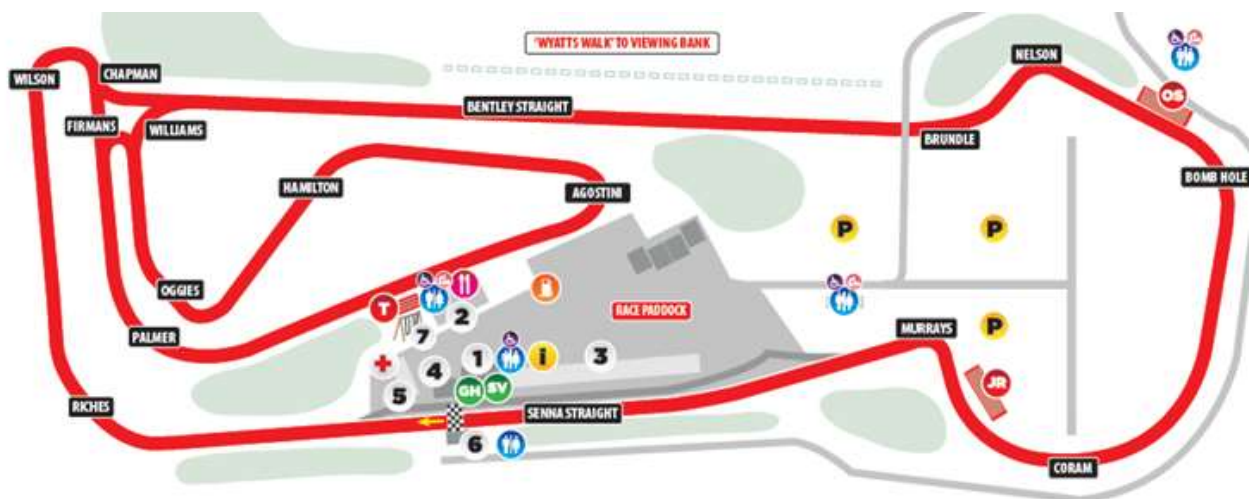 'WYATTS WALK' TO VIEWING BANK
NELSON
CHAPMAN
WILSON
OS
BENTLEY STRAIGHT
FIRMANS
WILLIAMS
BRUNDLE
BOMB HOLE
HAMILTON
AGOSTINI
P
P
OGGIES
T
2
RACE PADDOCK
PALMER
7
MURRAYS
P
1
i
3
4
JR
5
GH
SV
RICHES
SENNA STRAIGHT
6
CORAM